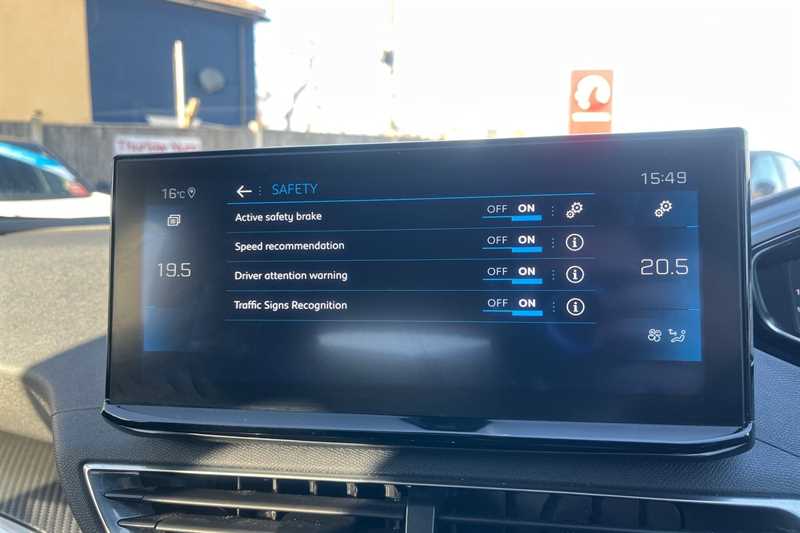 16°C
SAFETY
15:49
Active safety brake OFF ON
Speed recommendation OFF ON
19.5
20.5
Driver attention warning OFF ON
Traffic Signs Recognition OFF ON